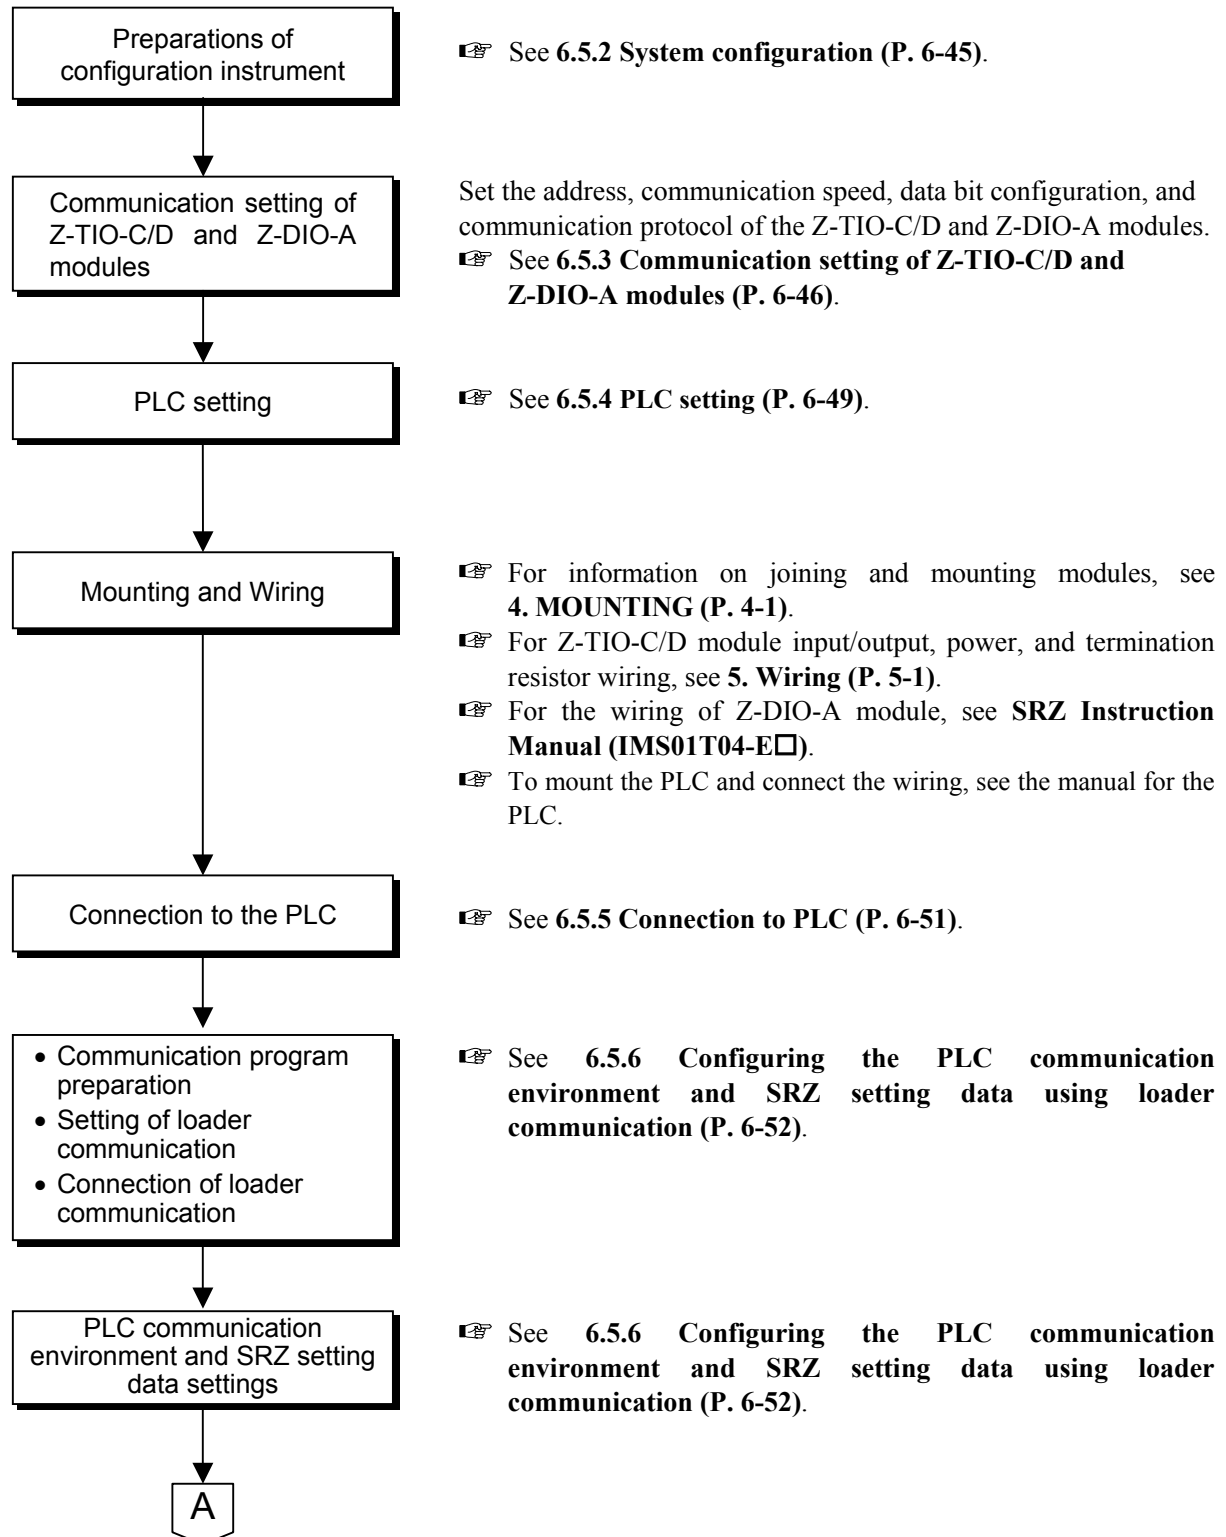 Preparations of
configuration instrument
☞ See 6.5.2 System configuration (P. 6-45).
Communication setting of
Z-TIO-C/D and Z-DIO-A
modules
Set the address, communication speed, data bit configuration, and
communication protocol of the Z-TIO-C/D and Z-DIO-A modules.
☞ See 6.5.3 Communication setting of Z-TIO-C/D and
Z-DIO-A modules (P. 6-46).
PLC setting
☞ See 6.5.4 PLC setting (P. 6-49).
Mounting and Wiring
☞ For information on joining and mounting modules, see
4. MOUNTING (P. 4-1).
☞ For Z-TIO-C/D module input/output, power, and termination
resistor wiring, see 5. Wiring (P. 5-1).
☞ For the wiring of Z-DIO-A module, see SRZ Instruction
Manual (IMS01T04-E□).
☞ To mount the PLC and connect the wiring, see the manual for the
PLC.
Connection to the PLC
☞ See 6.5.5 Connection to PLC (P. 6-51).
• Communication program
preparation
• Setting of loader
communication
• Connection of loader
communication
☞ See 6.5.6 Configuring the PLC communication
environment and SRZ setting data using loader
communication (P. 6-52).
PLC communication
environment and SRZ setting
data settings
☞ See 6.5.6 Configuring the PLC communication
environment and SRZ setting data using loader
communication (P. 6-52).
A